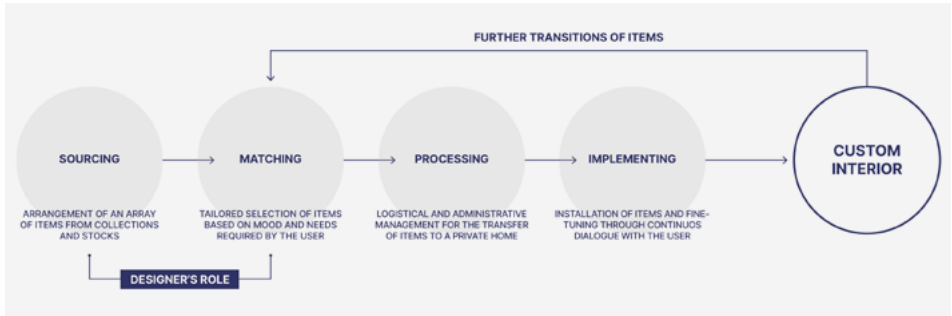 FURTHER TRANSITIONS OF ITEMS
SOURCING
MATCHING
PROCESSING
IMPLEMENTING
CUSTOM
INTERIOR
ARRANGEMENT OF AN ARRAY
OF ITEMS FROM COLLECTIONS
AND STOCKS
TAILORED SELECTION OF ITEMS
BASED ON MOOD AND NEEDS
REQUIRED BY THE USER
LOGISTICAL AND ADMINISTRATIVE
MANAGEMENT FOR THE TRANSFER
OF ITEMS TO A PRIVATE HOME
INSTALLATION OF ITEMS AND FINE-
TUNING THROUGH CONTINUOS
DIALOGUE WITH THE USER
DESIGNER'S ROLE